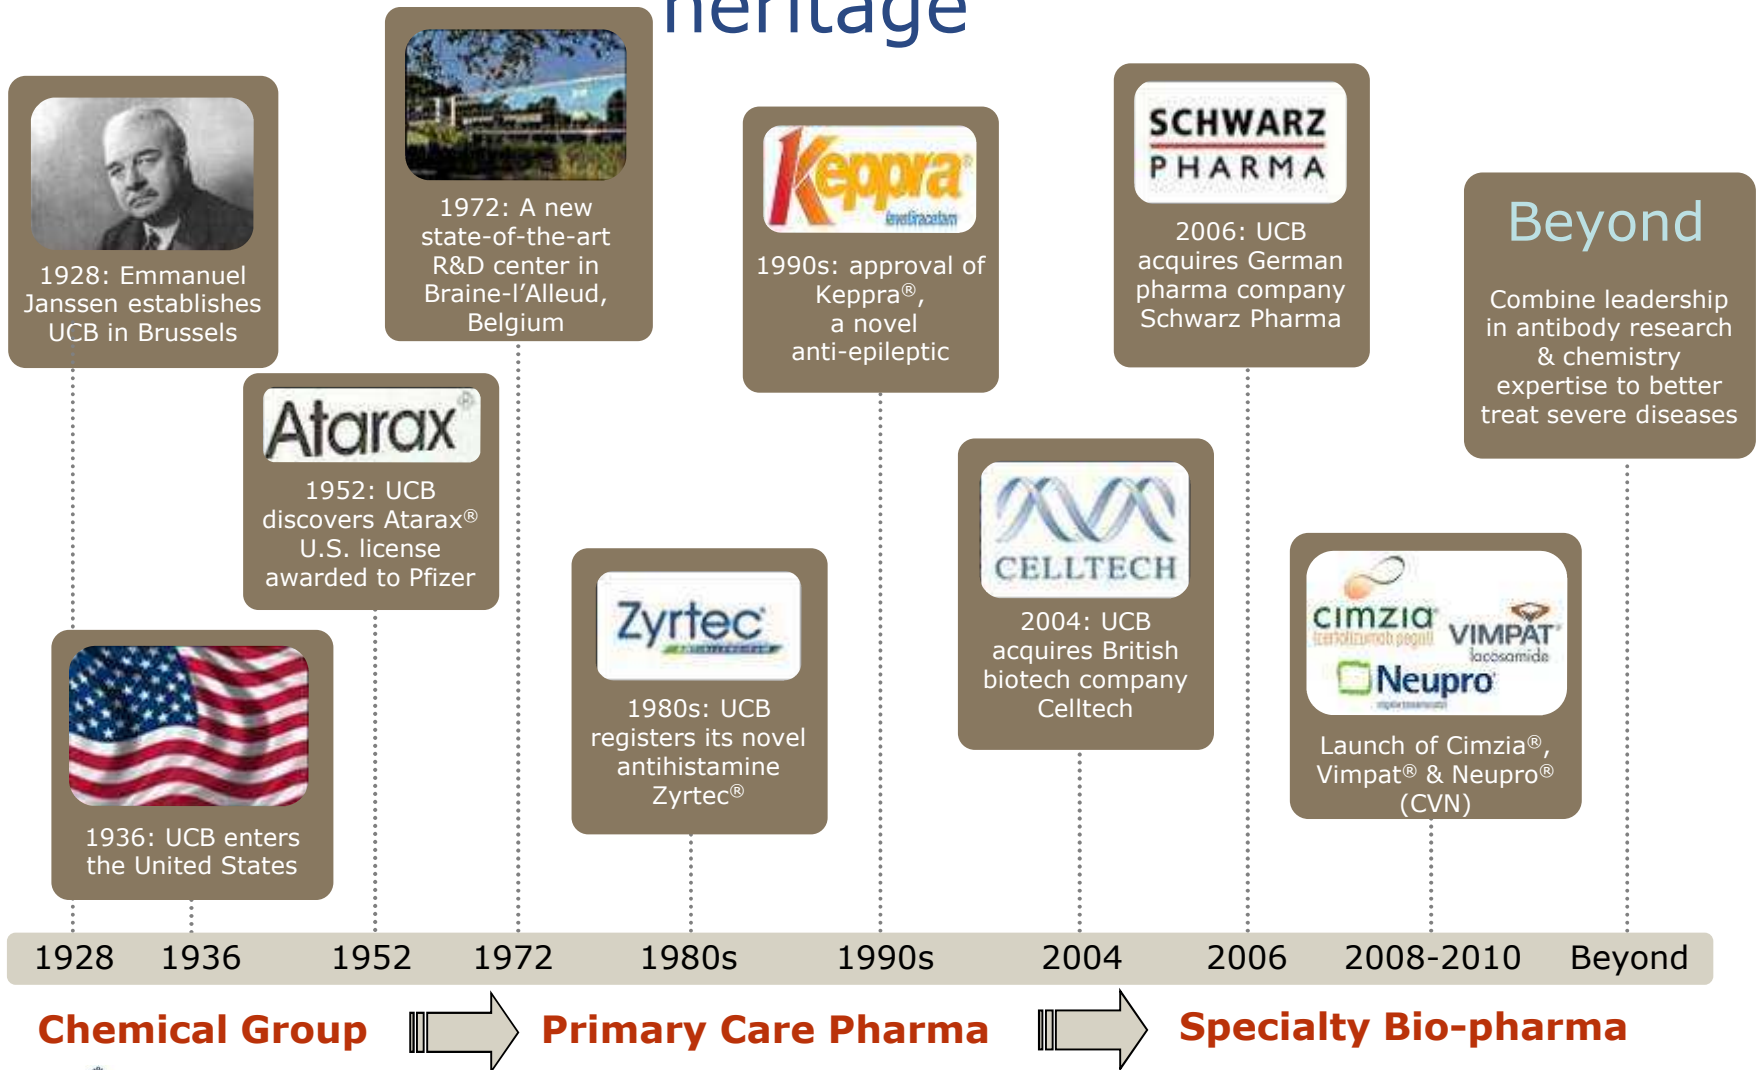 heritage
1928: Emmanuel
Janssen establishes
UCB in Brussels
1936: UCB enters
the United States
Atarax®
1952: UCB
discovers Atarax®
U.S. license
awarded to Pfizer
1972: A new
state-of-the-art
R&D center in
Braine-l'Alleud,
Belgium
Zyrtec®
1980s: UCB
registers its novel
antihistamine
Zyrtec®
Keppra®
levetiracetam
1990s: approval of
Keppra®,
a novel
anti-epileptic
CELLTECH
2004: UCB
acquires British
biotech company
Celltech
SCHWARZ
PHARMA
2006: UCB
acquires German
pharma company
Schwarz Pharma
cimzia®
(certolizumab pegol)
VIMPAT®
lacosamide
Neupro®
Launch of Cimzia®,
Vimpat® & Neupro®
(CVN)
Beyond
Combine leadership
in antibody research
& chemistry
expertise to better
treat severe diseases
1928 1936 1952 1972 1980s 1990s 2004 2006 2008-2010 Beyond
Chemical Group Primary Care Pharma Specialty Bio-pharma